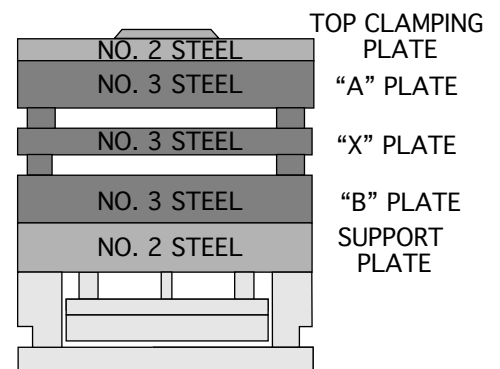 TOP CLAMPING
PLATE
NO. 2 STEEL
NO. 3 STEEL
“A” PLATE
NO. 3 STEEL
“X” PLATE
NO. 3 STEEL
“B” PLATE
NO. 2 STEEL
SUPPORT
PLATE